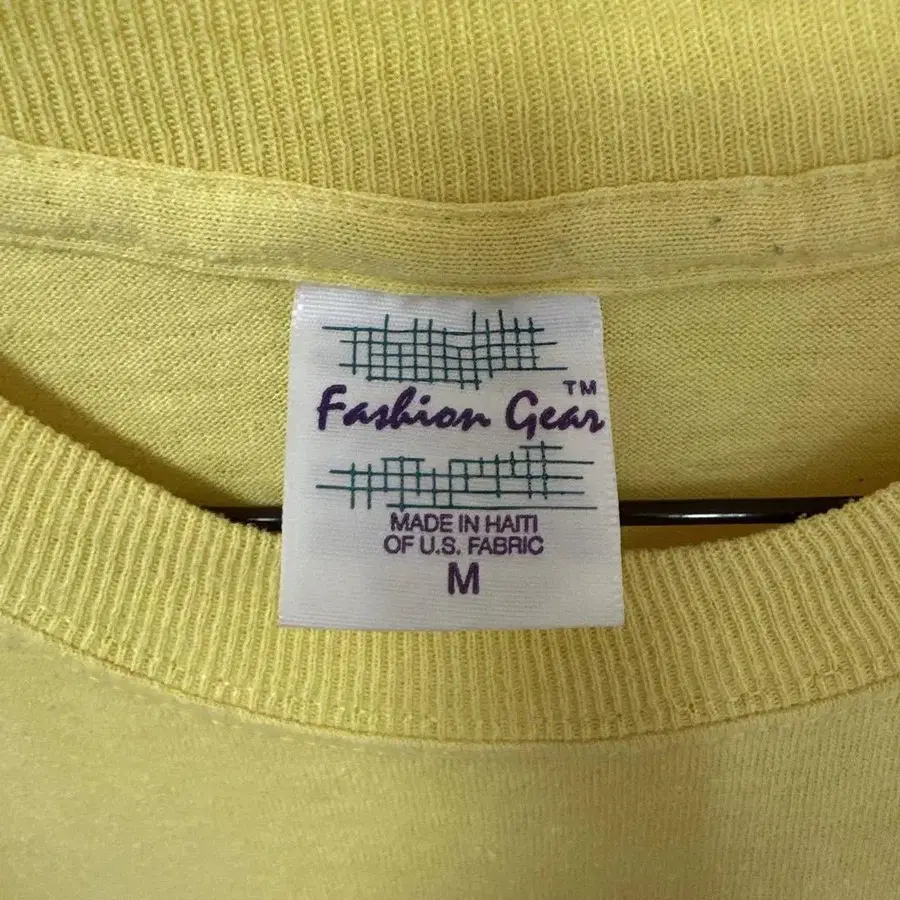 Fashion Gear™
MADE IN HAITI
OF U.S. FABRIC
M